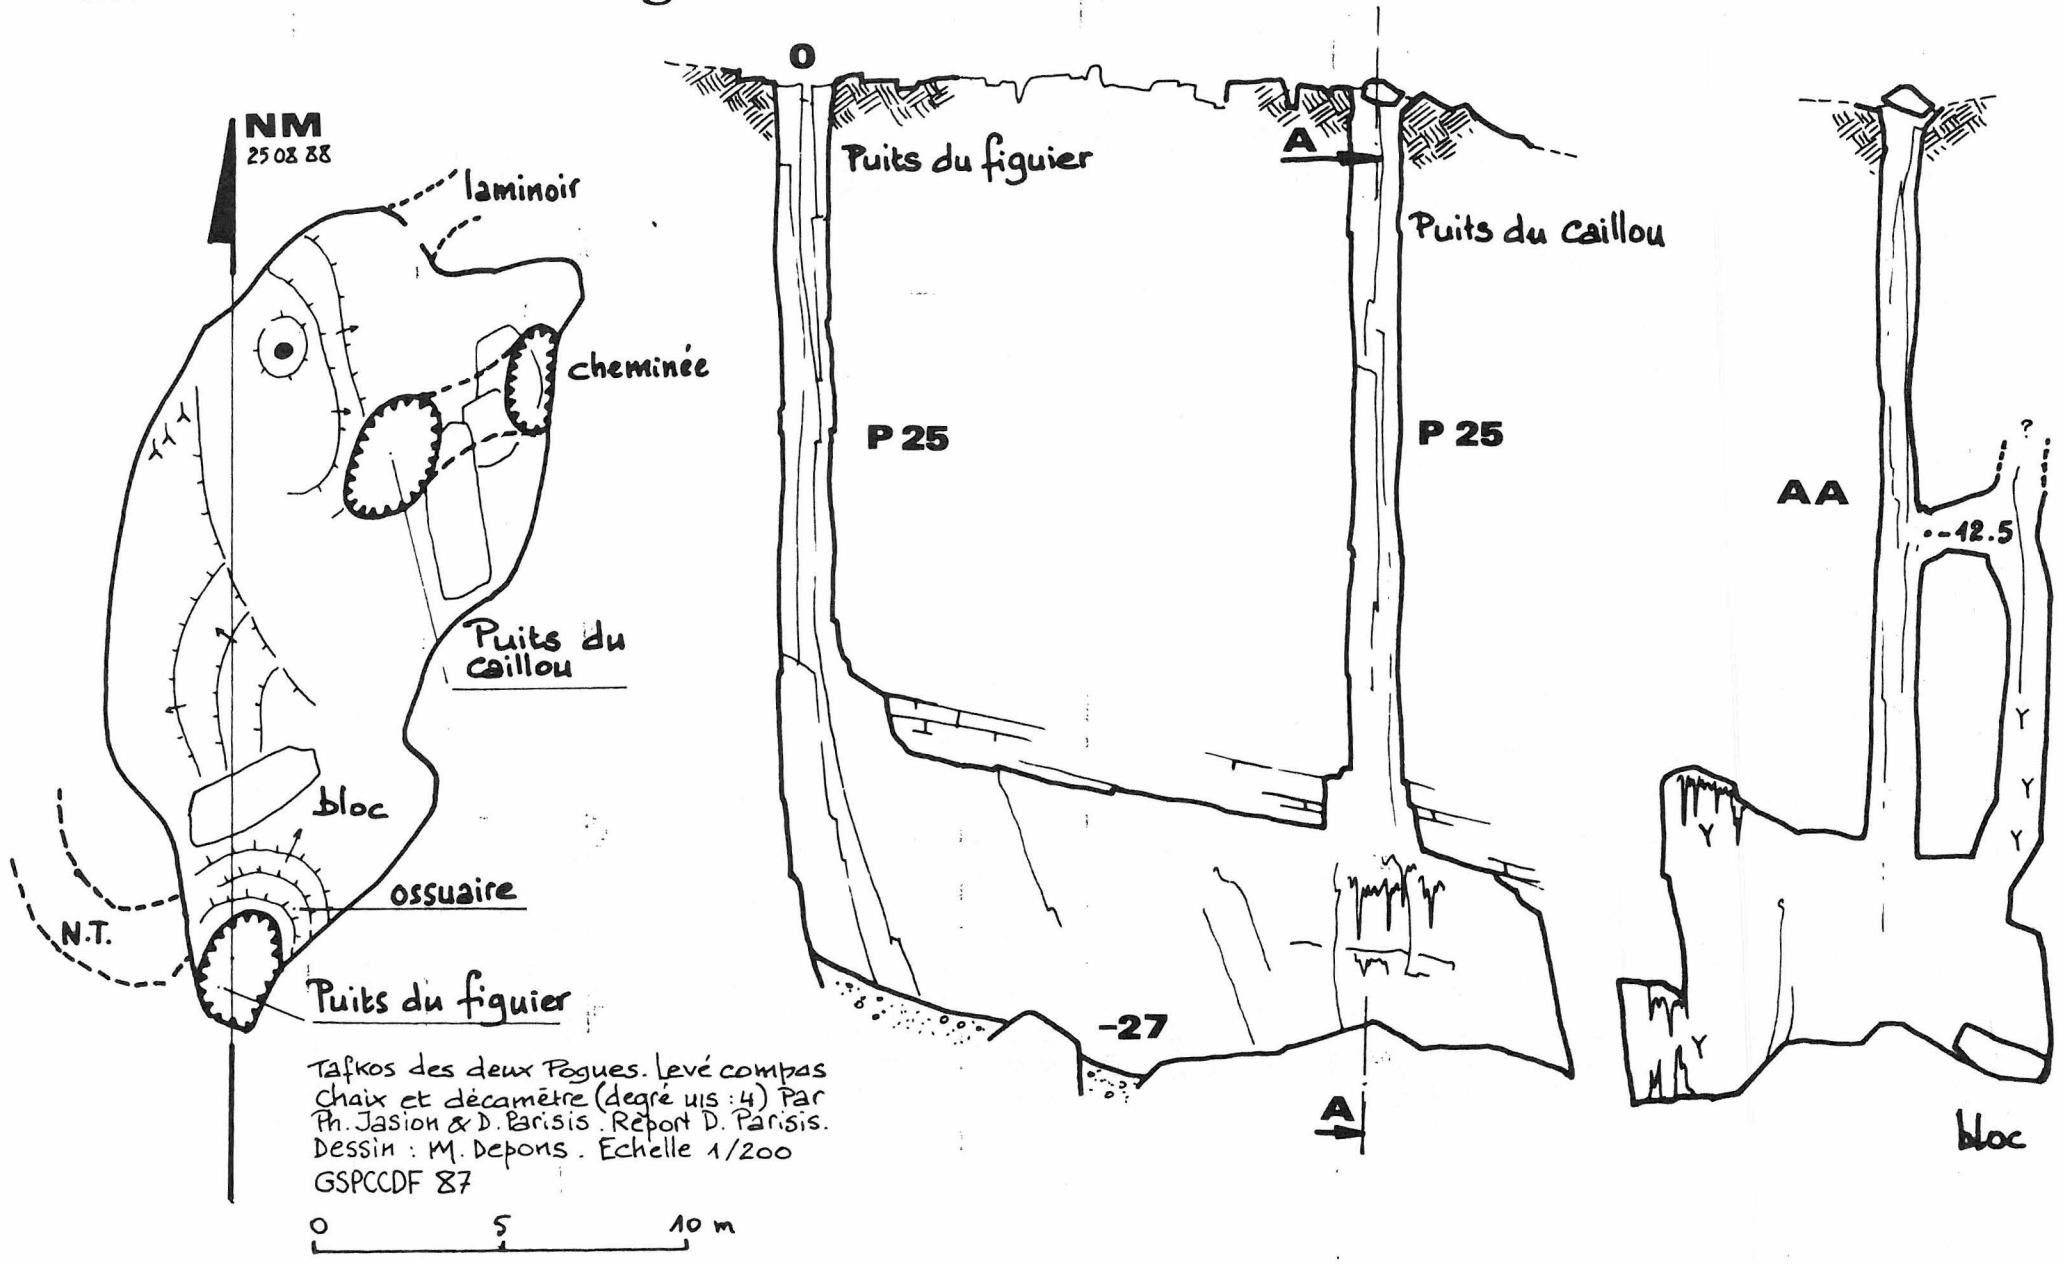 NM
25 08 88
laminoir
cheminée
Puits du
caillou
bloc
ossuaire
N.T.
Puits du figuier
Tafkos des deux Pogues. Levé compas
Chaix et décamètre (degré uis : 4) Par
Ph. Jasion & D. Parisis. Report D. Parisis.
Dessin : M. Depons. Echelle 1/200
GSPCCDF 87
0 5 10 m
0
Puits du figuier
P 25
A
Puits du caillou
P 25
-27
A
AA
?
-12.5
bloc